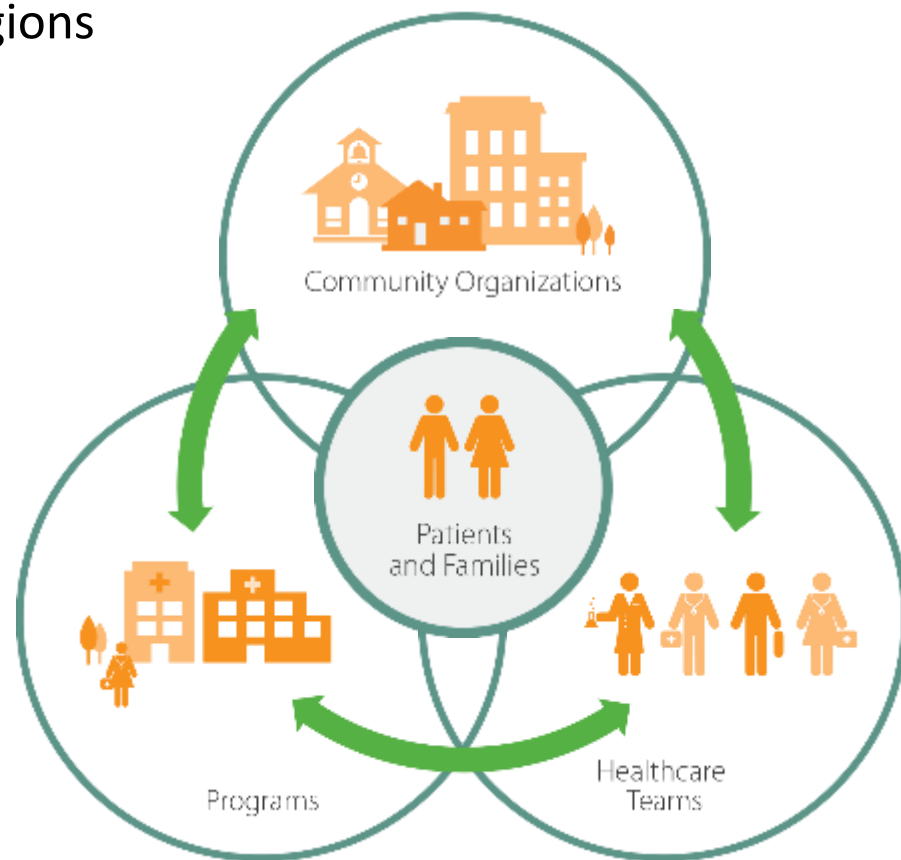 gions
Community Organizations
Patients
and Families
Healthcare
Teams
Programs